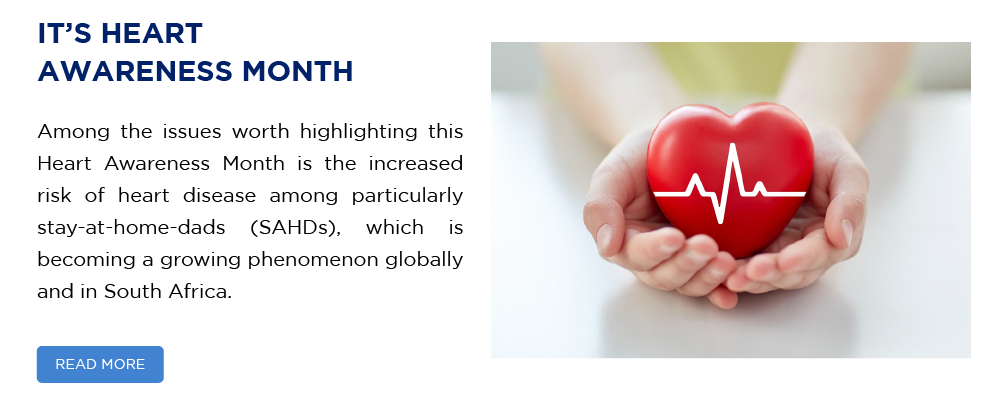 IT’S HEART
AWARENESS MONTH
Among the issues worth highlighting this
Heart Awareness Month is the increased
risk of heart disease among particularly
stay-at-home-dads (SAHDs), which is
becoming a growing phenomenon globally
and in South Africa.
READ MORE